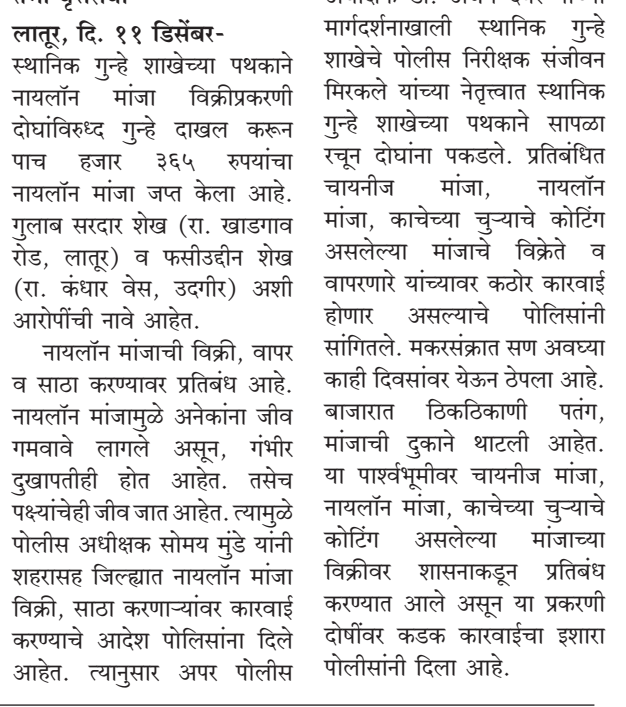 लातूर, दि. ११ डिसेंबर-
स्थानिक गुन्हे शाखेच्या पथकाने
नायलॉन मांजा विक्रीप्रकरणी
दोघांविरुध्द गुन्हे दाखल करून
पाच हजार ३६५ रुपयांचा
नायलॉन मांजा जप्त केला आहे.
गुलाब सरदार शेख (रा. खाडगाव
रोड, लातूर) व फसीउद्दीन शेख
(रा. कंधार वेस, उदगीर) अशी
आरोपींची नावे आहेत.
नायलॉन मांजाची विक्री, वापर
व साठा करण्यावर प्रतिबंध आहे.
नायलॉन मांजामुळे अनेकांना जीव
गमवावे लागले असून, गंभीर
दुखापतीही होत आहेत. तसेच
पक्ष्यांचेही जीव जात आहेत. त्यामुळे
पोलीस अधीक्षक सोमय मुंडे यांनी
शहरासह जिल्ह्यात नायलॉन मांजा
विक्री, साठा करणाऱ्यांवर कारवाई
करण्याचे आदेश पोलिसांना दिले
आहेत. त्यानुसार अपर पोलीस
मार्गदर्शनाखाली स्थानिक गुन्हे
शाखेचे पोलीस निरीक्षक संजीवन
मिरकले यांच्या नेतृत्त्वात स्थानिक
गुन्हे शाखेच्या पथकाने सापळा
रचून दोघांना पकडले. प्रतिबंधित
चायनीज मांजा, नायलॉन
मांजा, काचेच्या चुऱ्याचे कोटिंग
असलेल्या मांजाचे विक्रेते व
वापरणारे यांच्यावर कठोर कारवाई
होणार असल्याचे पोलिसांनी
सांगितले. मकरसंक्रात सण अवघ्या
काही दिवसांवर येऊन ठेपला आहे.
बाजारात ठिकठिकाणी पतंग,
मांजाची दुकाने थाटली आहेत.
या पार्श्वभूमीवर चायनीज मांजा,
नायलॉन मांजा, काचेच्या चुऱ्याचे
कोटिंग असलेल्या मांजाच्या
विक्रीवर शासनाकडून प्रतिबंध
करण्यात आले असून या प्रकरणी
दोषींवर कडक कारवाईचा इशारा
पोलीसांनी दिला आहे.